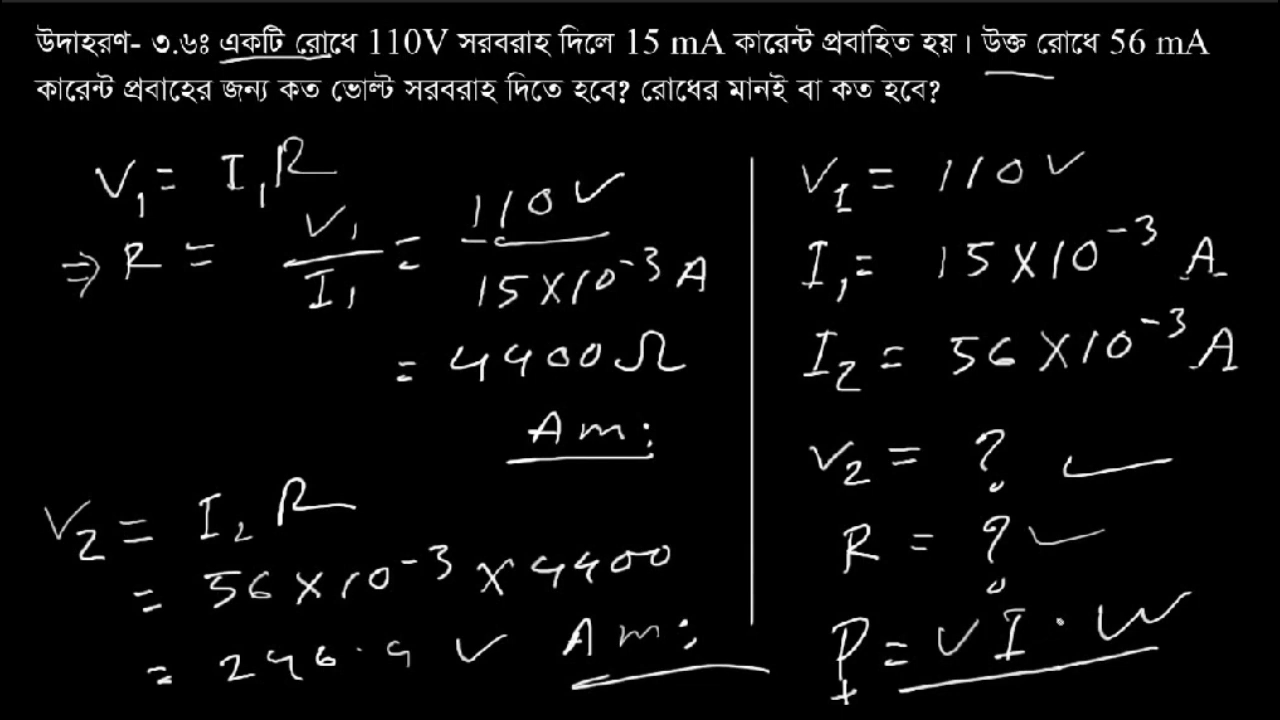 উদাহরণ- ৩.৬ঃ একটি রোধে 110V সরবরাহ দিলে 15 mA কারেন্ট প্রবাহিত হয়। উক্ত রোধে 56 mA
কারেন্ট প্রবাহের জন্য কত ভোল্ট সরবরাহ দিতে হবে? রোধের মানই বা কত হবে?
V₁ = I₁R
⇒ R = V₁/I₁ = 110V/15×10⁻³A
= 4400Ω
Am:
V₂ = I₂R
= 56×10⁻³×4400
= 246.4 V Am:
V₁ = 110V
I₁ = 15×10⁻³ A
I₂ = 56×10⁻³ A
V₂ = ?
R = ?
P = VI. W